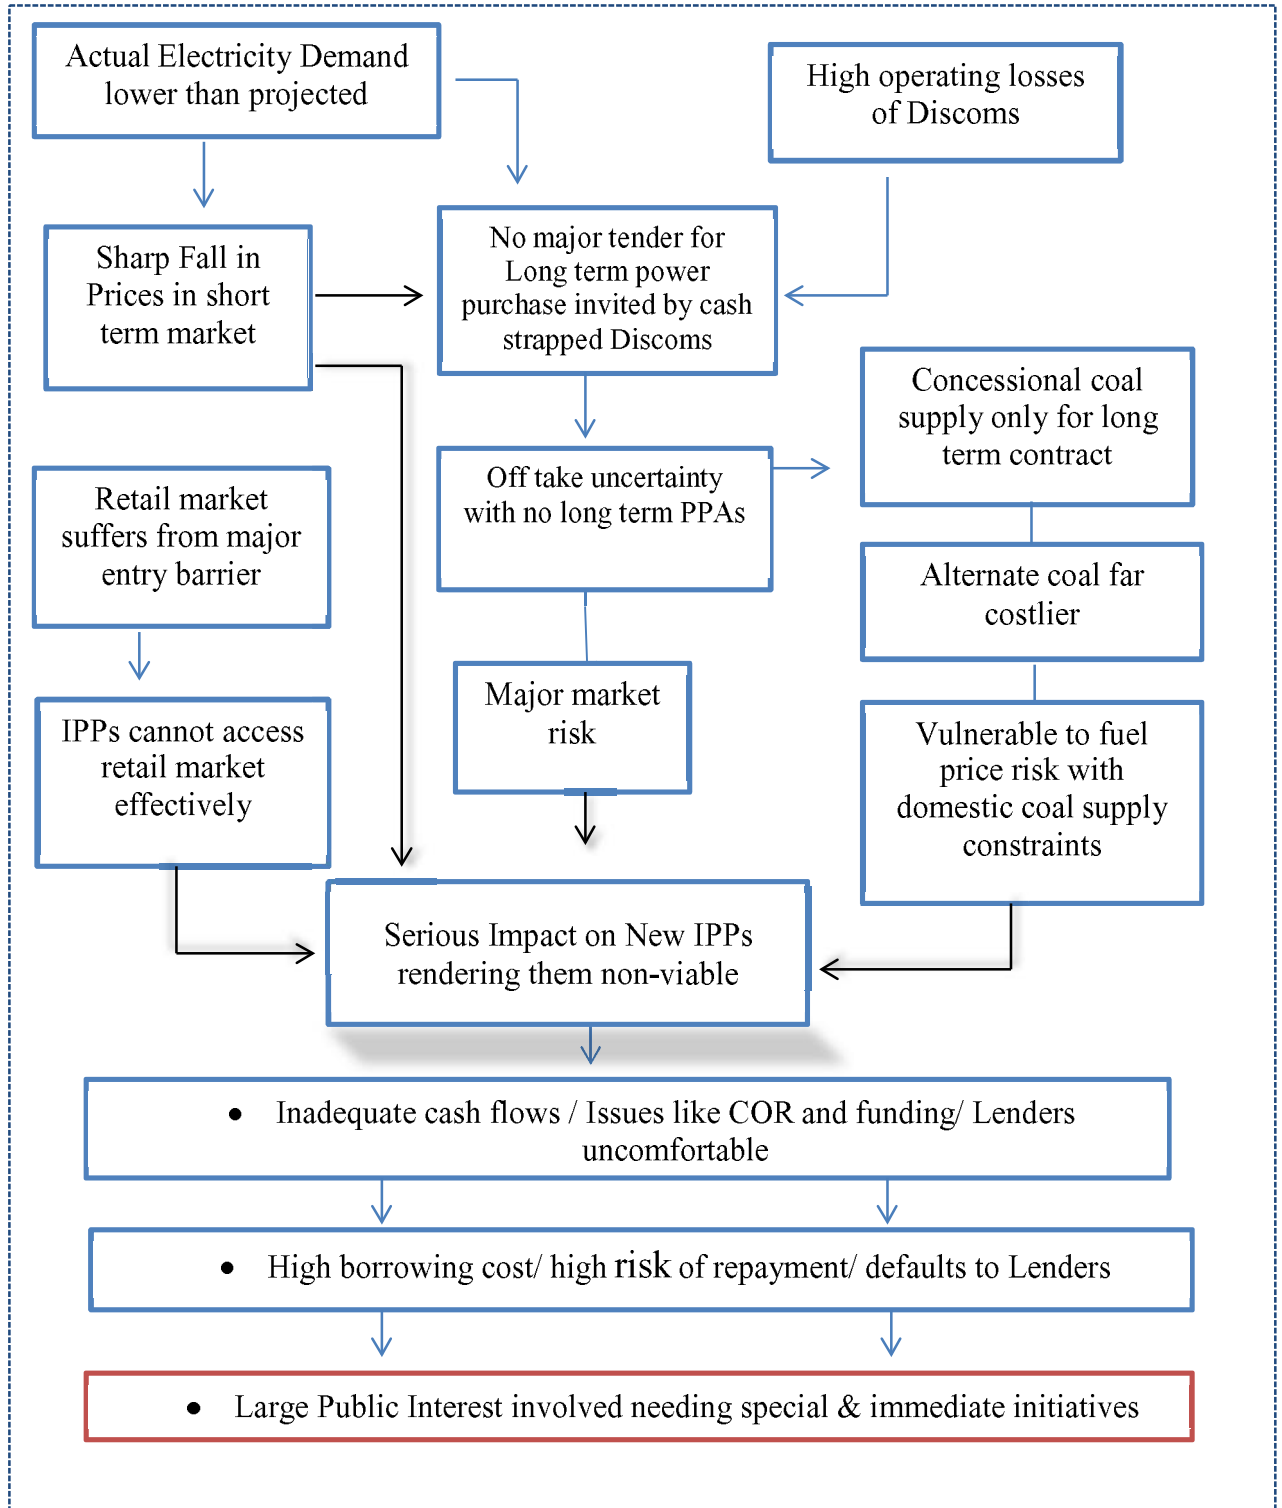 Actual Electricity Demand
lower than projected
High operating losses
of Discoms
Sharp Fall in
Prices in short
term market
No major tender for
Long term power
purchase invited by cash
strapped Discoms
Concessional coal
supply only for long
term contract
Retail market
suffers from major
entry barrier
Off take uncertainty
with no long term PPAs
Alternate coal far
costlier
IPPs cannot access
retail market
effectively
Major market
risk
Vulnerable to fuel
price risk with
domestic coal supply
constraints
Serious Impact on New IPPs
rendering them non-viable
• Inadequate cash flows / Issues like COR and funding/ Lenders
uncomfortable
• High borrowing cost/ high risk of repayment/ defaults to Lenders
• Large Public Interest involved needing special & immediate initiatives